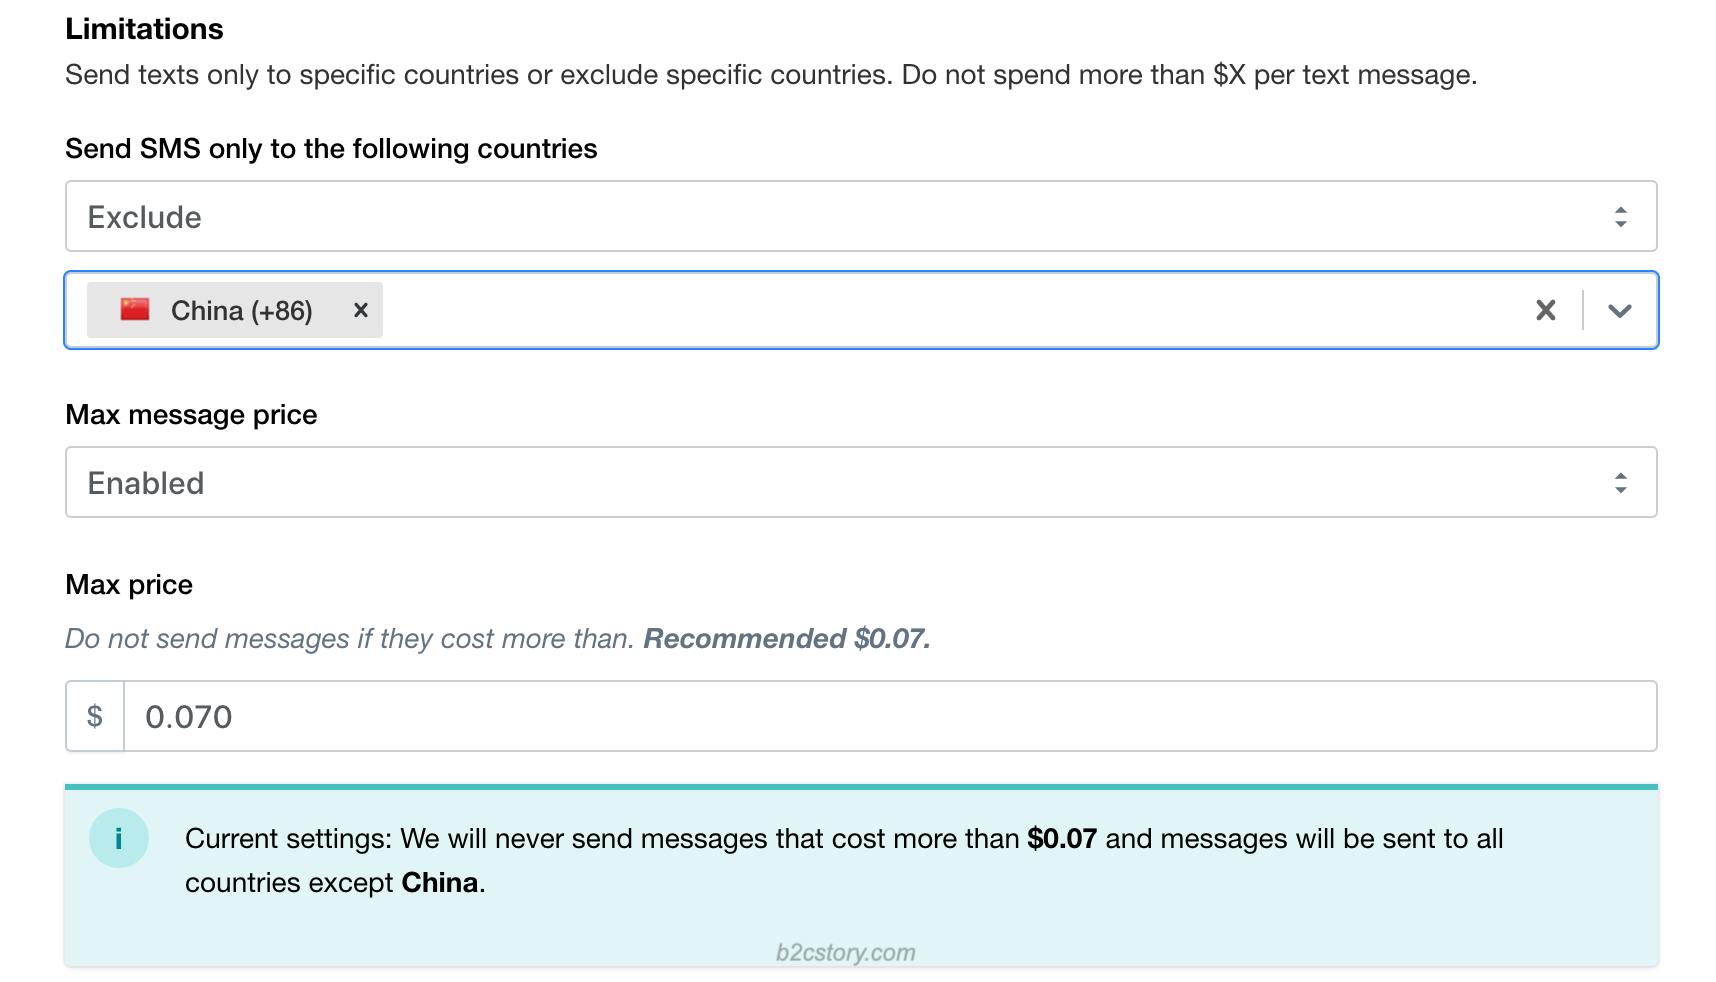 Limitations
Send texts only to specific countries or exclude specific countries. Do not spend more than $X per text message.
Send SMS only to the following countries
Exclude
China (+86)
Max message price
Enabled
Max price
Do not send messages if they cost more than. Recommended $0.07.
$ 0.070
i Current settings: We will never send messages that cost more than $0.07 and messages will be sent to all
countries except China.
b2cstory.com